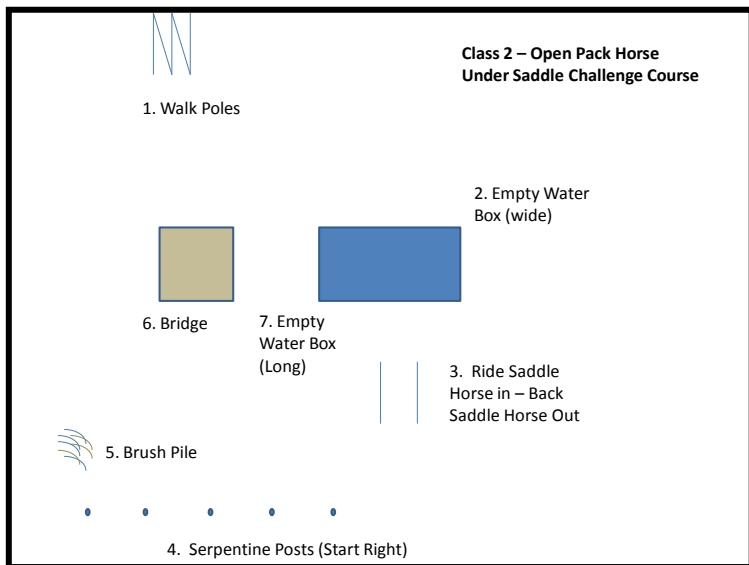 Class 2 – Open Pack Horse
Under Saddle Challenge Course
1. Walk Poles
2. Empty Water
Box (wide)
6. Bridge
7. Empty
Water Box
(Long)
3. Ride Saddle
Horse in – Back
Saddle Horse Out
5. Brush Pile
4. Serpentine Posts (Start Right)